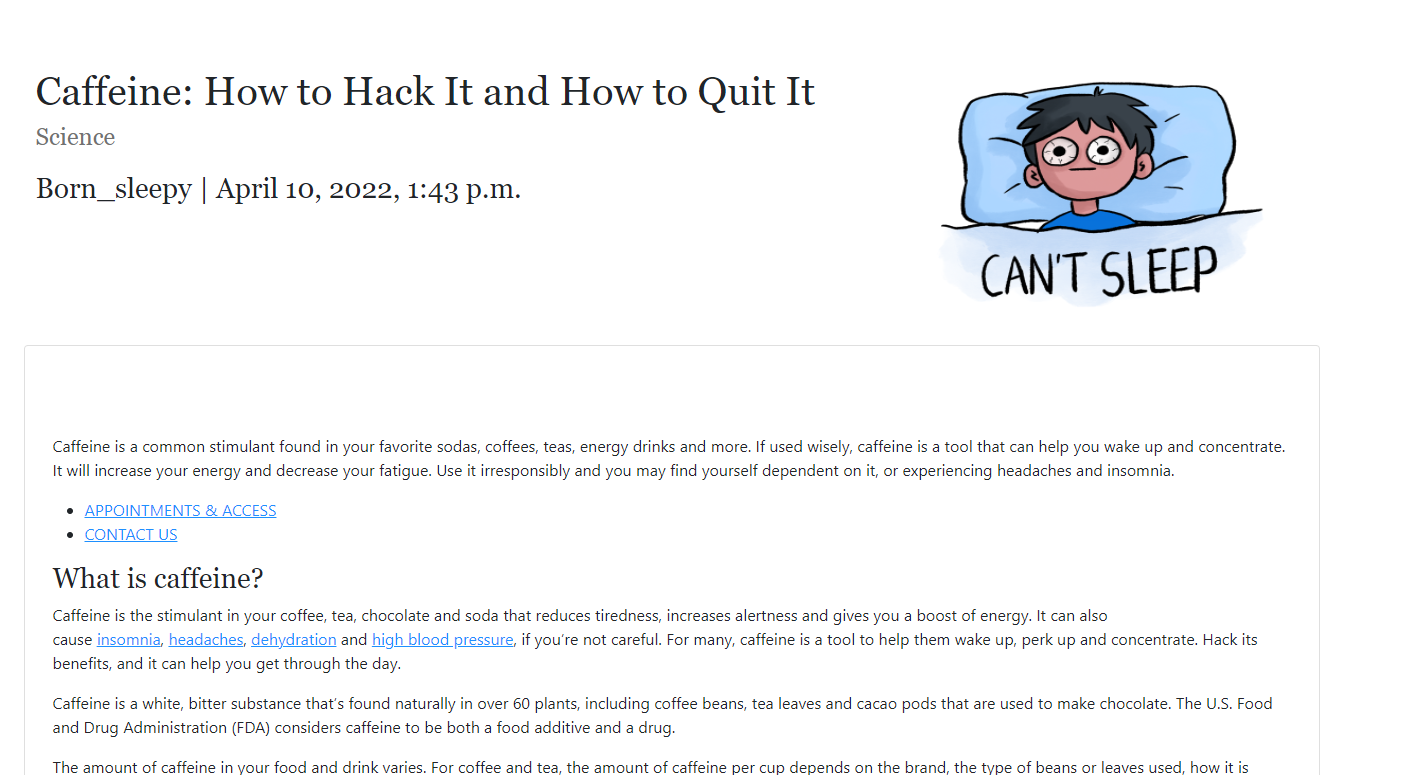 Caffeine: How to Hack It and How to Quit It
Science
Born_sleepy | April 10, 2022, 1:43 p.m.
CAN'T SLEEP
Caffeine is a common stimulant found in your favorite sodas, coffees, teas, energy drinks and more. If used wisely, caffeine is a tool that can help you wake up and concentrate.
It will increase your energy and decrease your fatigue. Use it irresponsibly and you may find yourself dependent on it, or experiencing headaches and insomnia.
APPOINTMENTS & ACCESS
CONTACT US
What is caffeine?
Caffeine is the stimulant in your coffee, tea, chocolate and soda that reduces tiredness, increases alertness and gives you a boost of energy. It can also
cause insomnia, headaches, dehydration and high blood pressure, if you’re not careful. For many, caffeine is a tool to help them wake up, perk up and concentrate. Hack its
benefits, and it can help you get through the day.
Caffeine is a white, bitter substance that’s found naturally in over 60 plants, including coffee beans, tea leaves and cacao pods that are used to make chocolate. The U.S. Food
and Drug Administration (FDA) considers caffeine to be both a food additive and a drug.
The amount of caffeine in your food and drink varies. For coffee and tea, the amount of caffeine per cup depends on the brand, the type of beans or leaves used, how it is